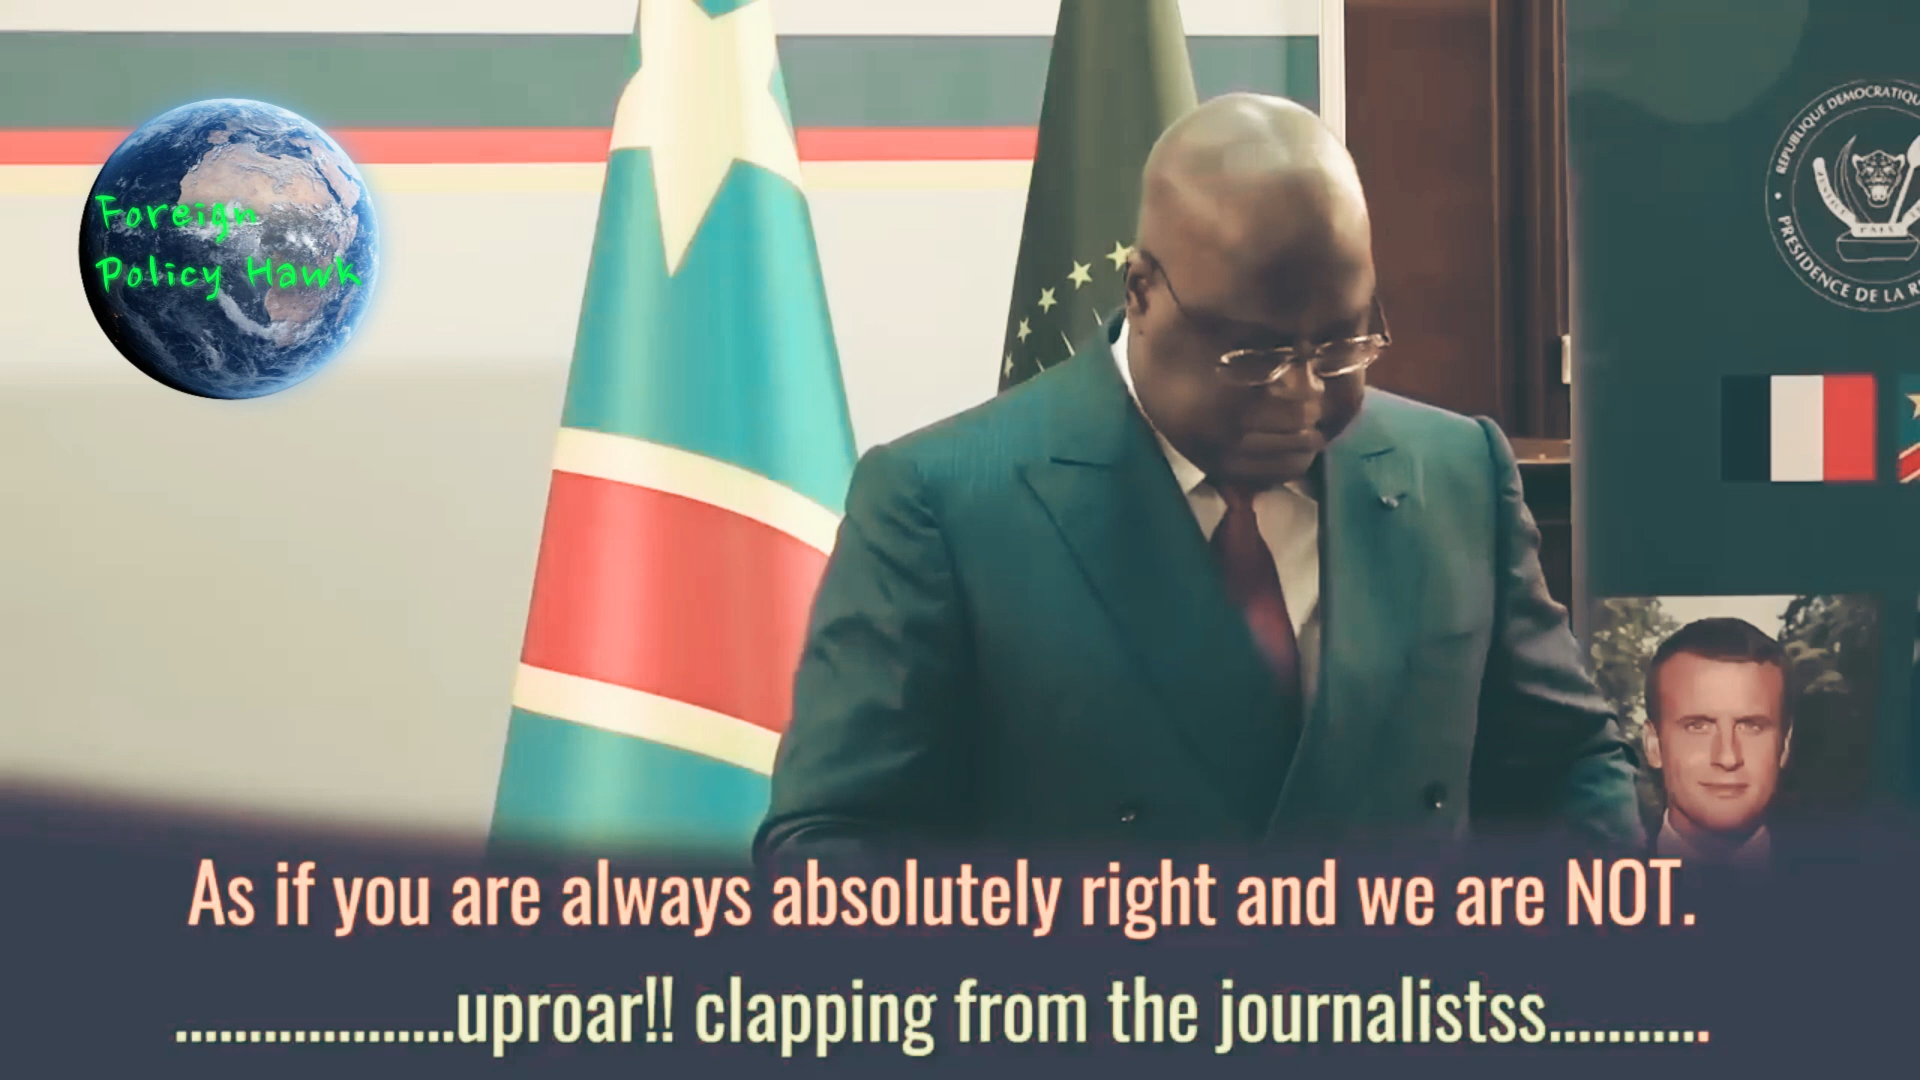 Foreign
Policy Hawk
REPUBLIQUE DEMOCRATIQU
PRESIDENCE DE LA R
As if you are always absolutely right and we are NOT.
...................uproar!! clapping from the journalistss...........